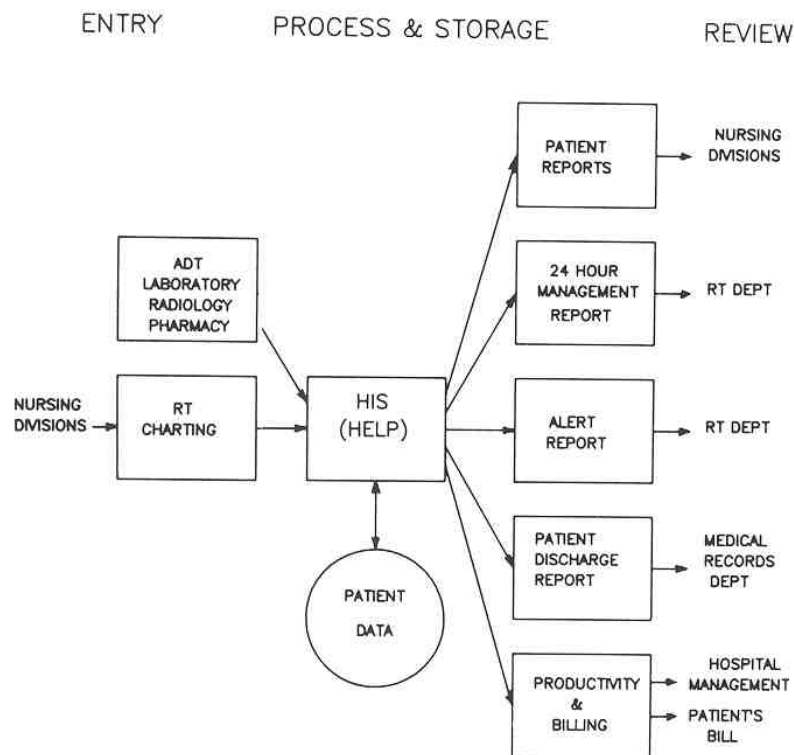 ENTRY
PROCESS & STORAGE
REVIEW
PATIENT
REPORTS
NURSING
DIVISIONS
ADT
LABORATORY
RADIOLOGY
PHARMACY
24 HOUR
MANAGEMENT
REPORT
RT DEPT
NURSING
DIVISIONS
RT
CHARTING
HIS
(HELP)
ALERT
REPORT
RT DEPT
PATIENT
DISCHARGE
REPORT
MEDICAL
RECORDS
DEPT
PATIENT
DATA
PRODUCTIVITY
&
BILLING
HOSPITAL
MANAGEMENT
PATIENT'S
BILL